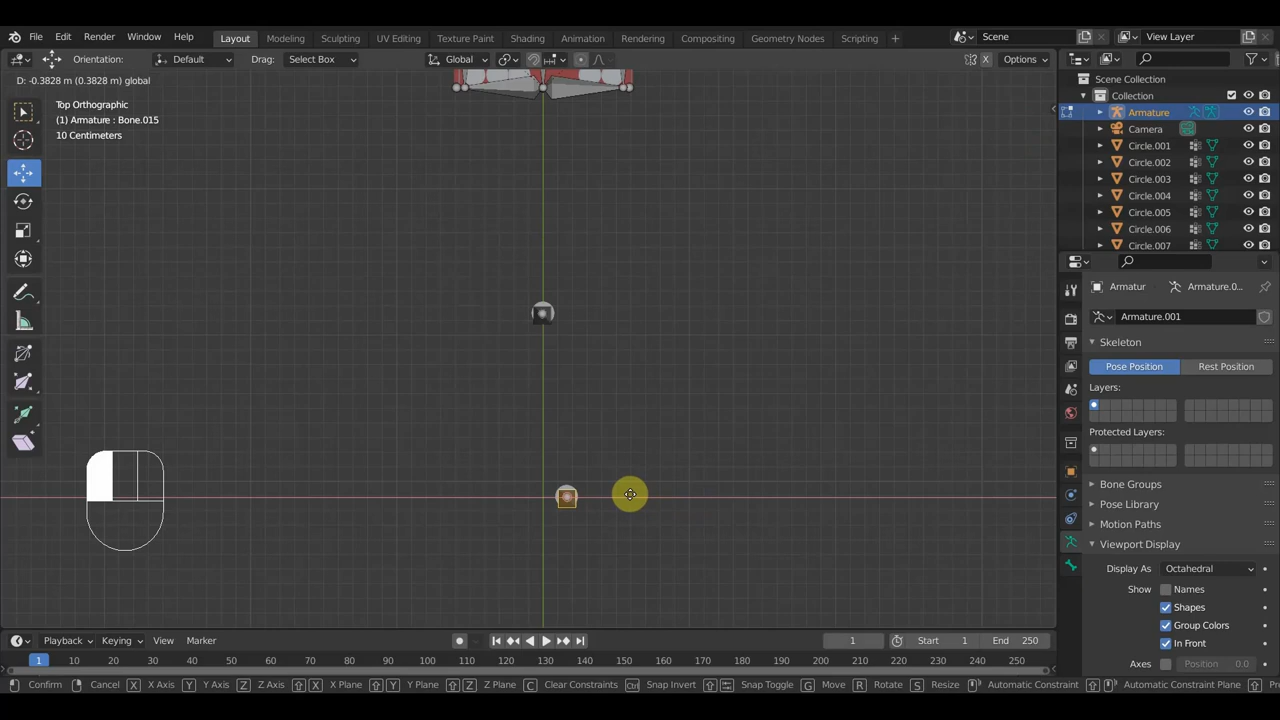 File Edit Render Window Help Layout Modeling Sculpting UV Editing Texture Paint Shading Animation Rendering Compositing Geometry Nodes Scripting + Scene View Layer
Orientation: Default Drag: Select Box Global X Options
D: -0.3828 m (0.3828 m) global
Top Orthographic
(1) Armature : Bone.015
10 Centimeters
Scene Collection
Collection
Armature
Camera
Circle.001
Circle.002
Circle.003
Circle.004
Circle.005
Circle.006
Circle.007
Armatur Armature.0...
Armature.001
Skeleton
Pose Position Rest Position
Layers:
Protected Layers:
Bone Groups
Pose Library
Motion Paths
Viewport Display
Display As Octahedral
Show Names
Shapes
Group Colors
In Front
Axes Position 0.0
Playback Keying View Marker 1 Start 1 End 250
1 10 20 30 40 50 60 70 80 90 100 110 120 130 140 150 160 170 180 190 200 210 220 230 240 250
Confirm Cancel X X Axis Y Y Axis Z Z Axis X X Plane Y Y Plane Z Z Plane C Clear Constraints Ctrl Snap Invert Snap Toggle G Move R Rotate S Resize Automatic Constraint Automatic Constraint Plane Pr